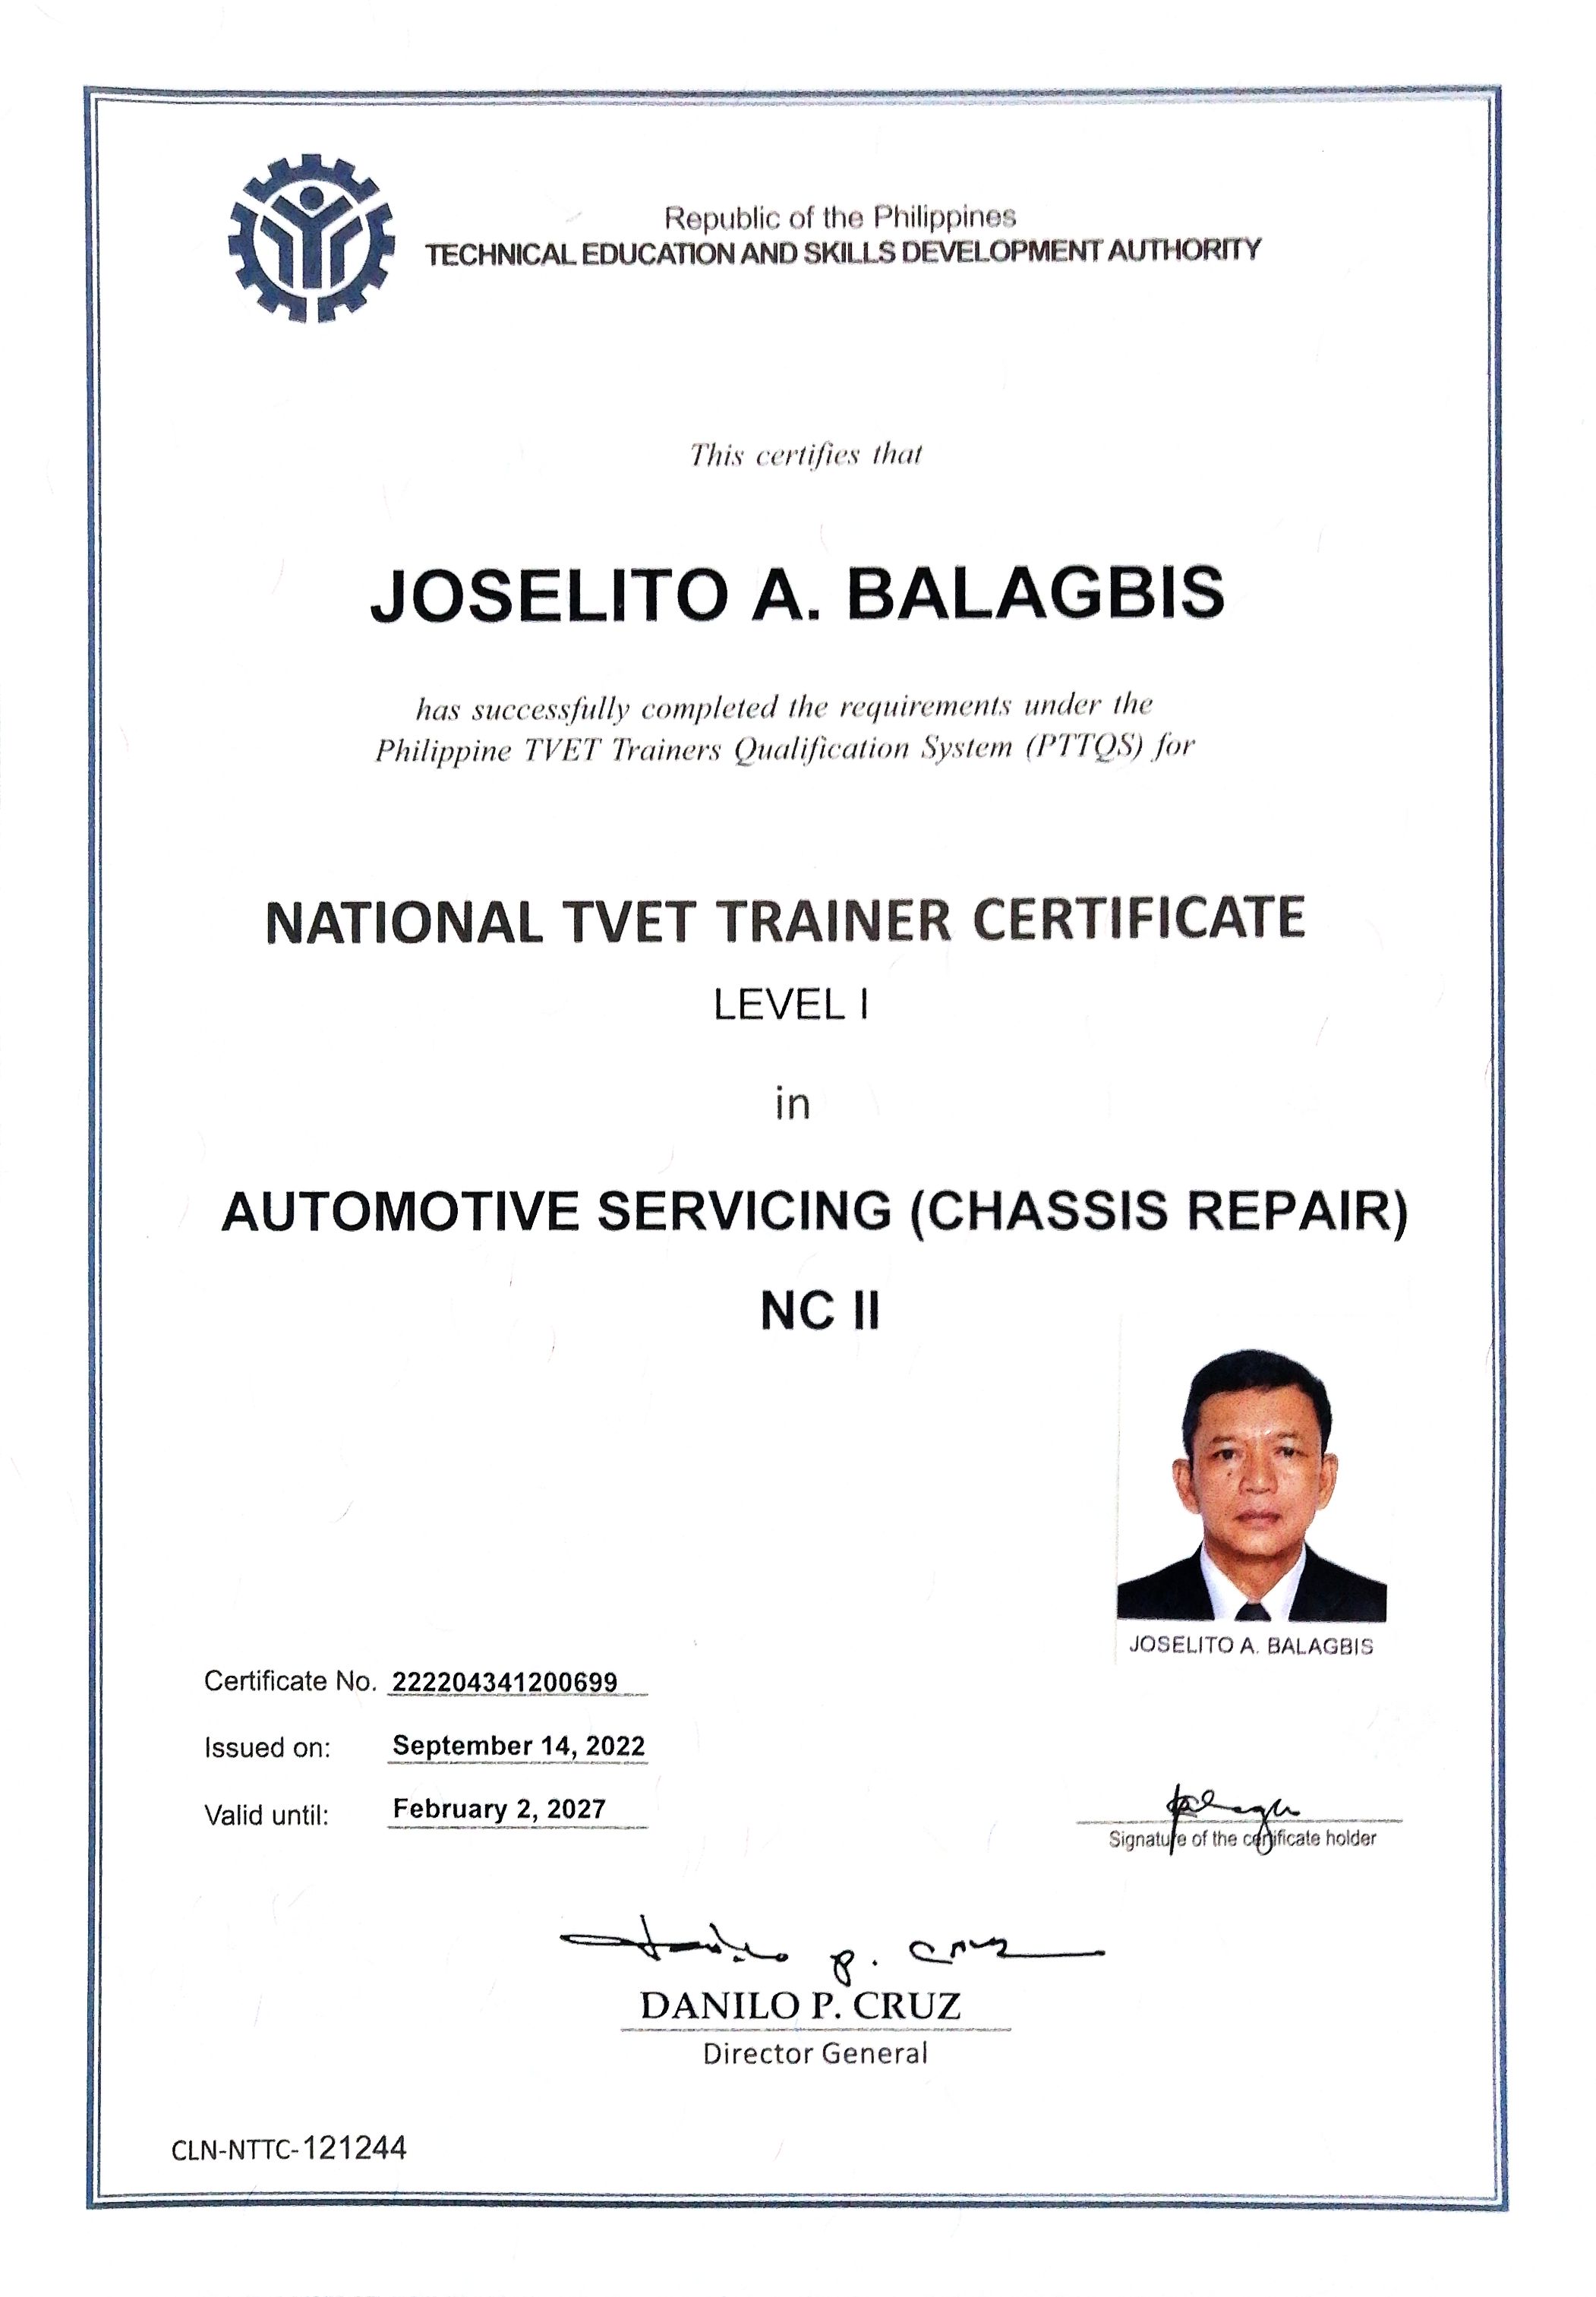 Republic of the Philippines
TECHNICAL EDUCATION AND SKILLS DEVELOPMENT AUTHORITY
This certifies that
JOSELITO A. BALAGBIS
has successfully completed the requirements under the
Philippine TVET Trainers Qualification System (PTTQS) for
NATIONAL TVET TRAINER CERTIFICATE
LEVEL I
in
AUTOMOTIVE SERVICING (CHASSIS REPAIR)
NC II
JOSELITO A. BALAGBIS
Certificate No. 222204341200699
Issued on: September 14, 2022
Valid until: February 2, 2027
Signature of the certificate holder
Danilo P. Cruz
DANILO P. CRUZ
Director General
CLN-NTTC-121244